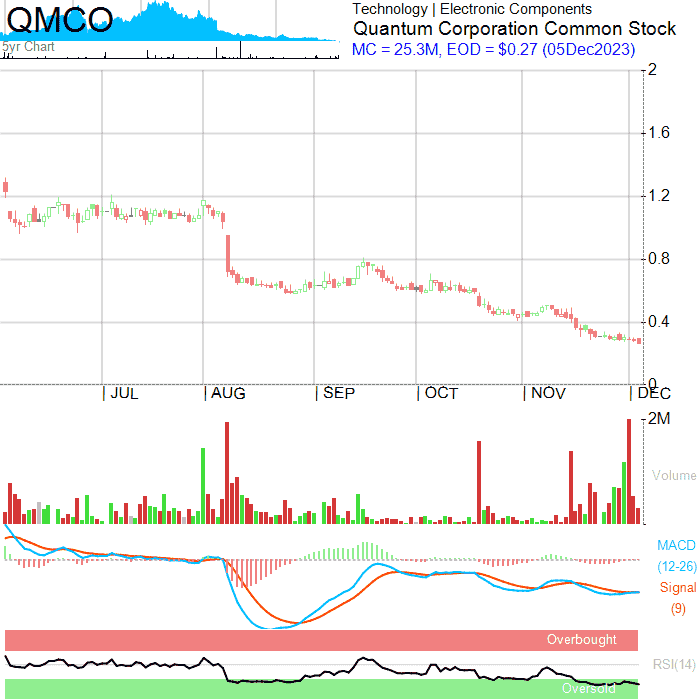 QMCO
5yr Chart
Technology | Electronic Components
Quantum Corporation Common Stock
MC = 25.3M, EOD = $0.27 (05Dec2023)
2
1.6
1.2
0.8
0.4
0
| JUL | AUG | SEP | OCT | NOV | DEC
2M
Volume
MACD
(12-26)
Signal
(9)
Overbought
RSI(14)
Oversold